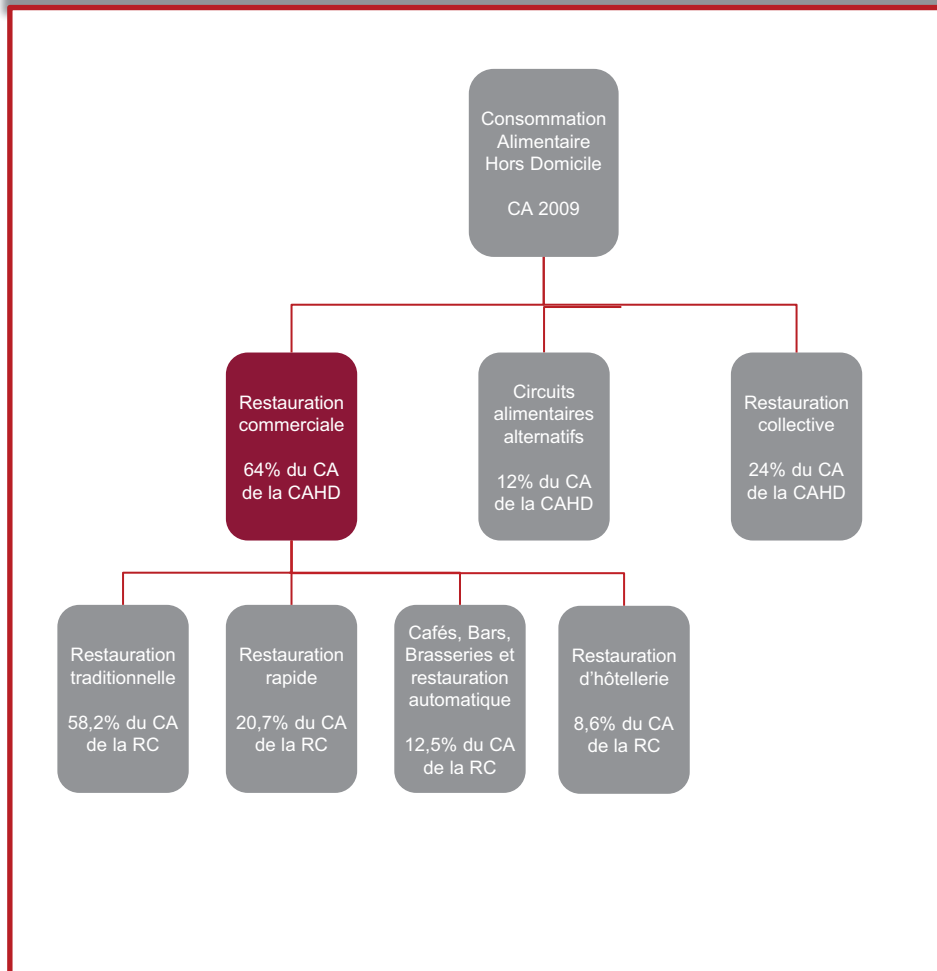 Consommation
Alimentaire
Hors Domicile
CA 2009
Restauration
commerciale
64% du CA
de la CAHD
Circuits
alimentaires
alternatifs
12% du CA
de la CAHD
Restauration
collective
24% du CA
de la CAHD
Restauration
traditionnelle
58,2% du CA
de la RC
Restauration
rapide
20,7% du CA
de la RC
Cafés, Bars,
Brasseries et
restauration
automatique
12,5% du CA
de la RC
Restauration
d’hôtellerie
8,6% du CA
de la RC